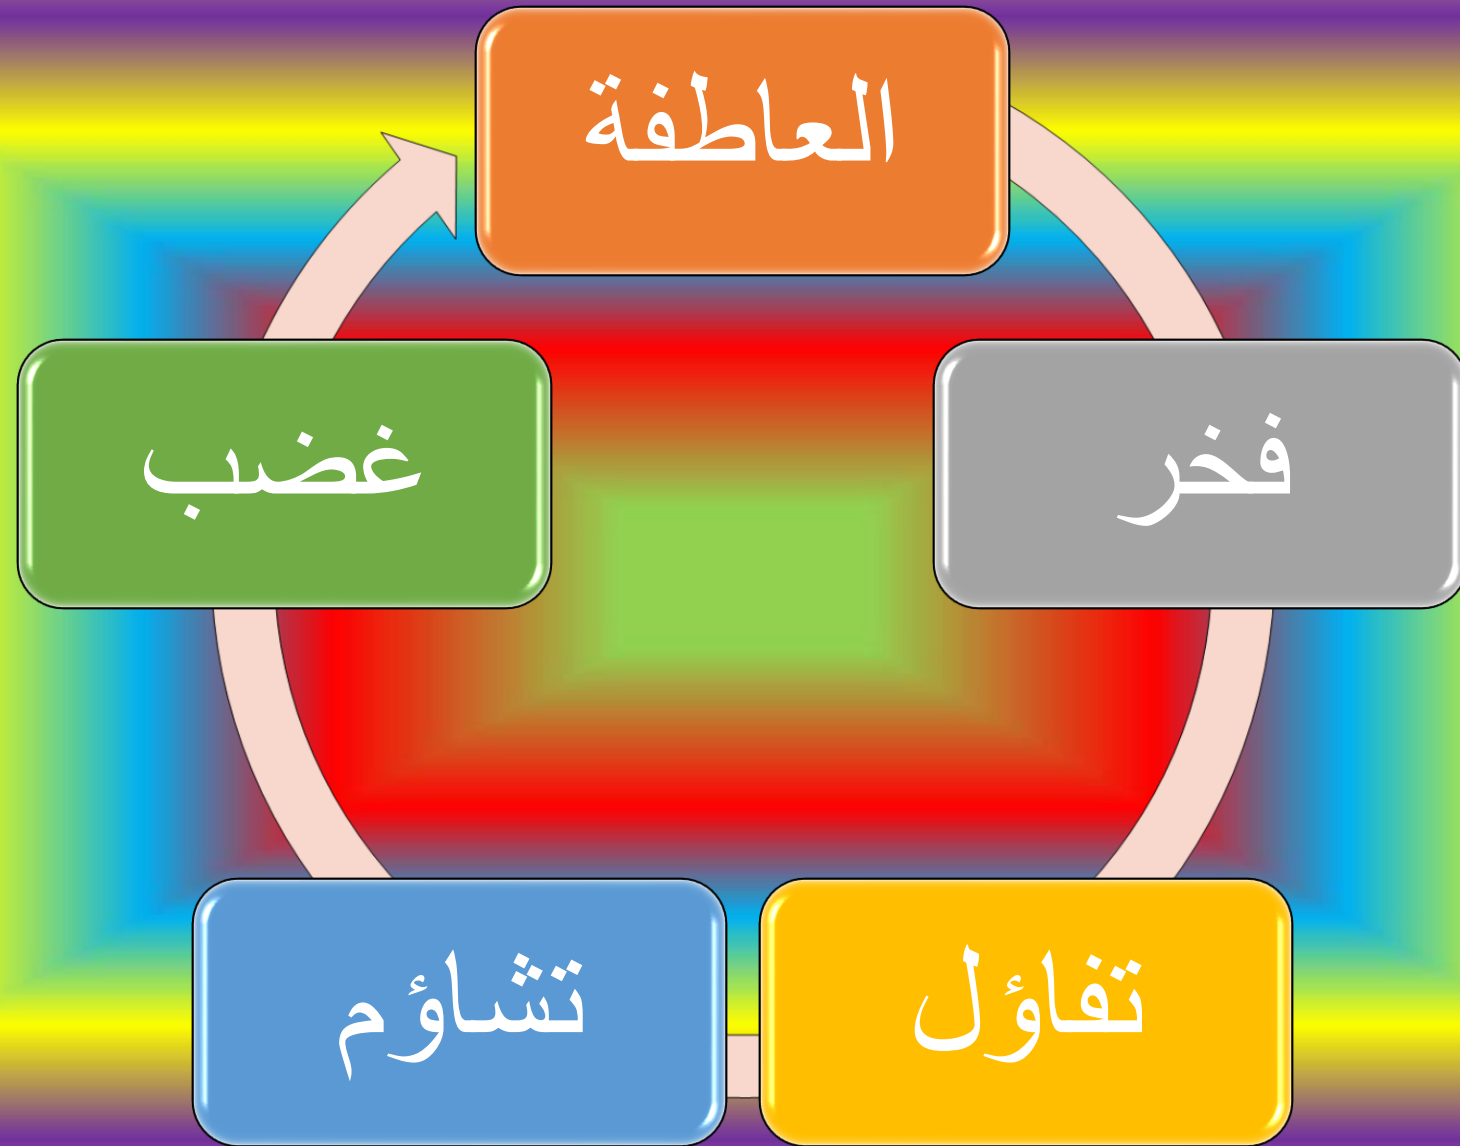 العاطفة
فخر
تفاؤل
تشاؤم
غضب